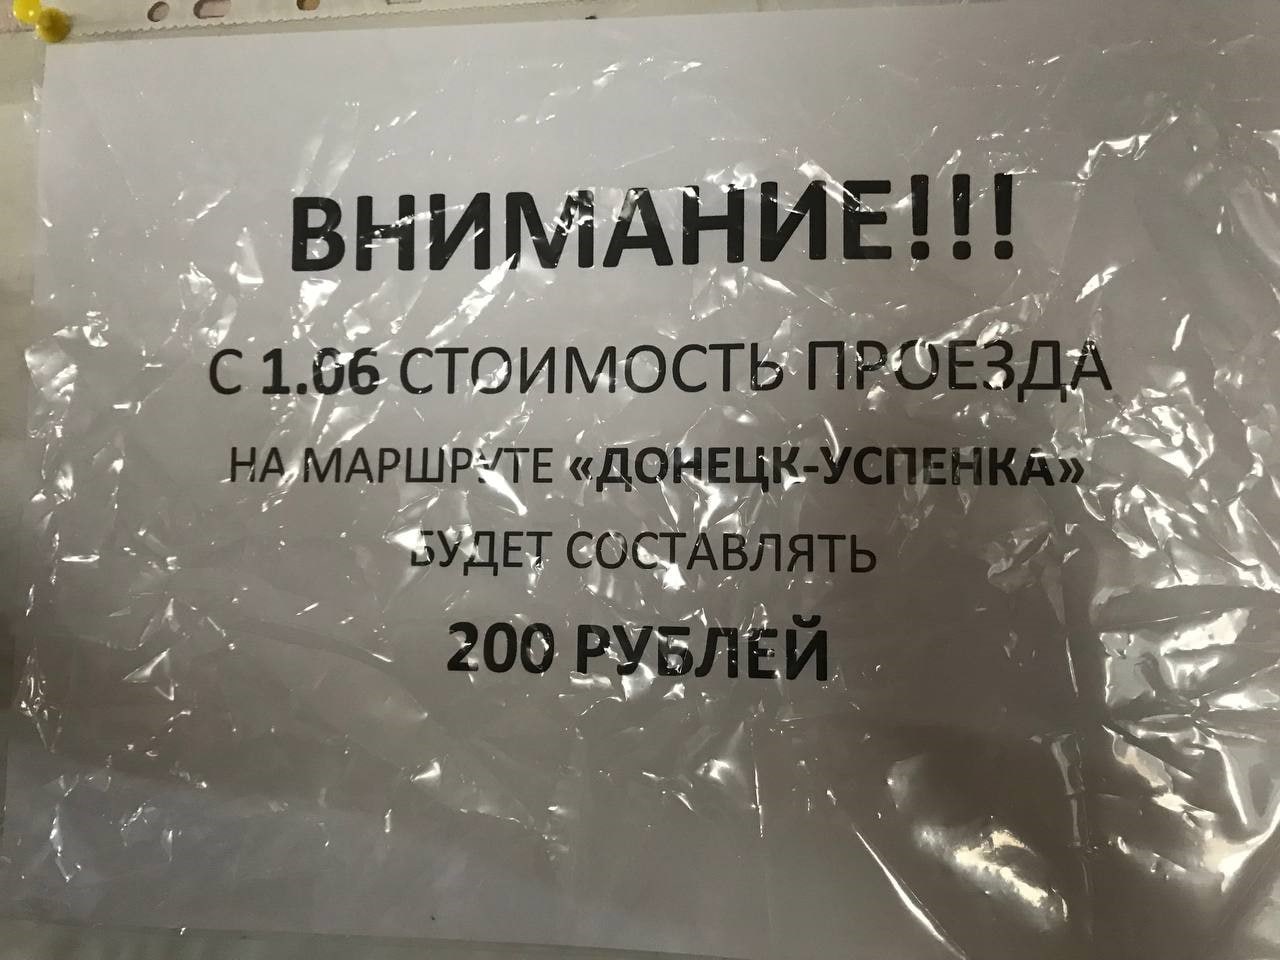 ВНИМАНИЕ!!!
С 1.06 СТОИМОСТЬ ПРОЕЗДА
НА МАРШРУТЕ «ДОНЕЦК-УСПЕНКА»
БУДЕТ СОСТАВЛЯТЬ
200 РУБЛЕЙ